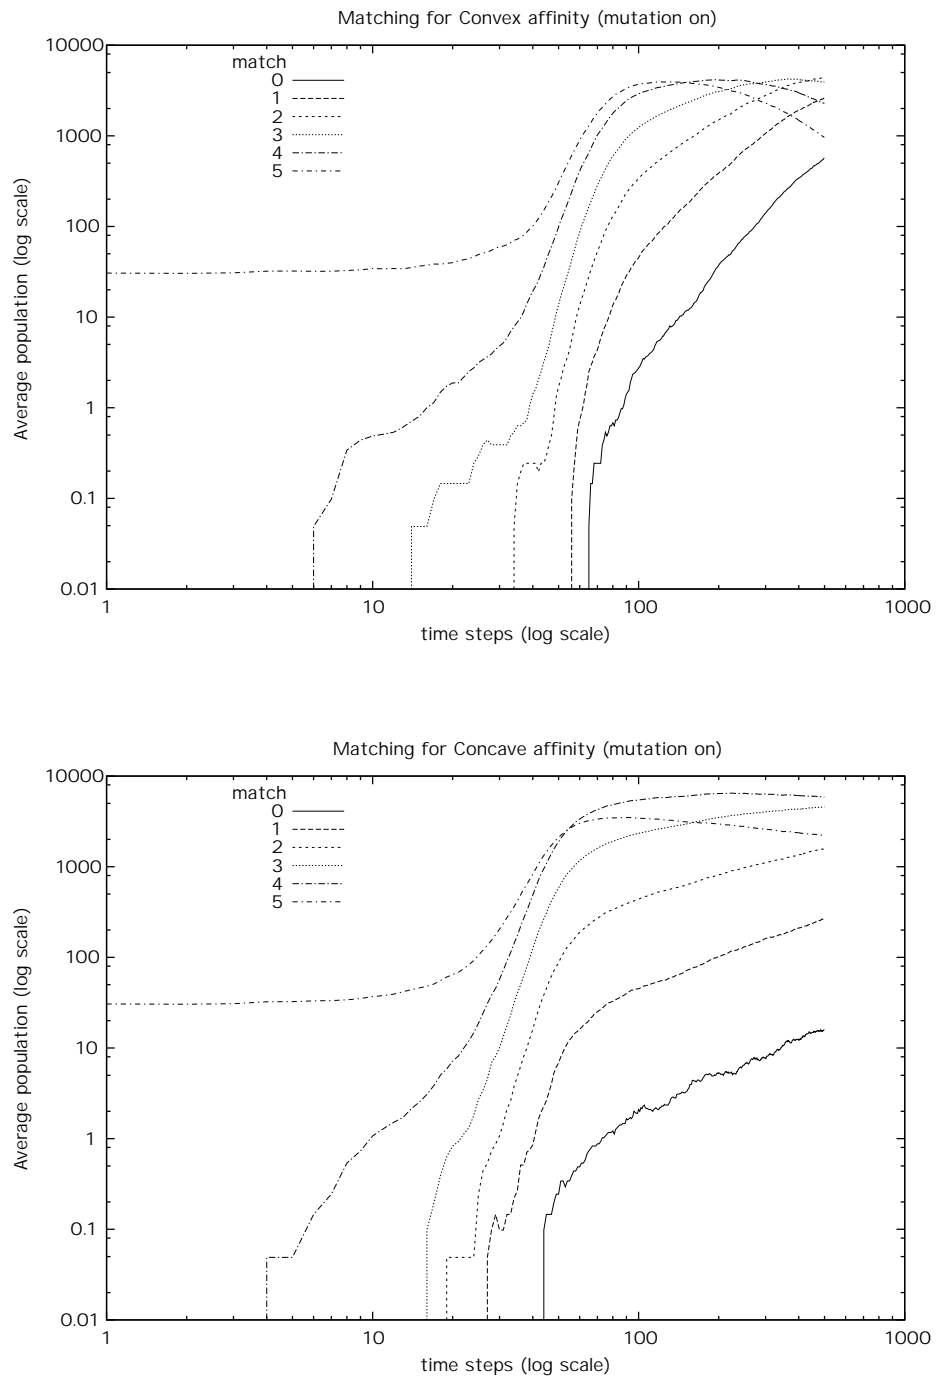 Matching for Convex affinity (mutation on)
10000
1000
100
10
1
0.1
0.01
match
0
1
2
3
4
5
Average population (log scale)
1 10 100 1000
time steps (log scale)
Matching for Concave affinity (mutation on)
10000
1000
100
10
1
0.1
0.01
match
0
1
2
3
4
5
Average population (log scale)
1 10 100 1000
time steps (log scale)